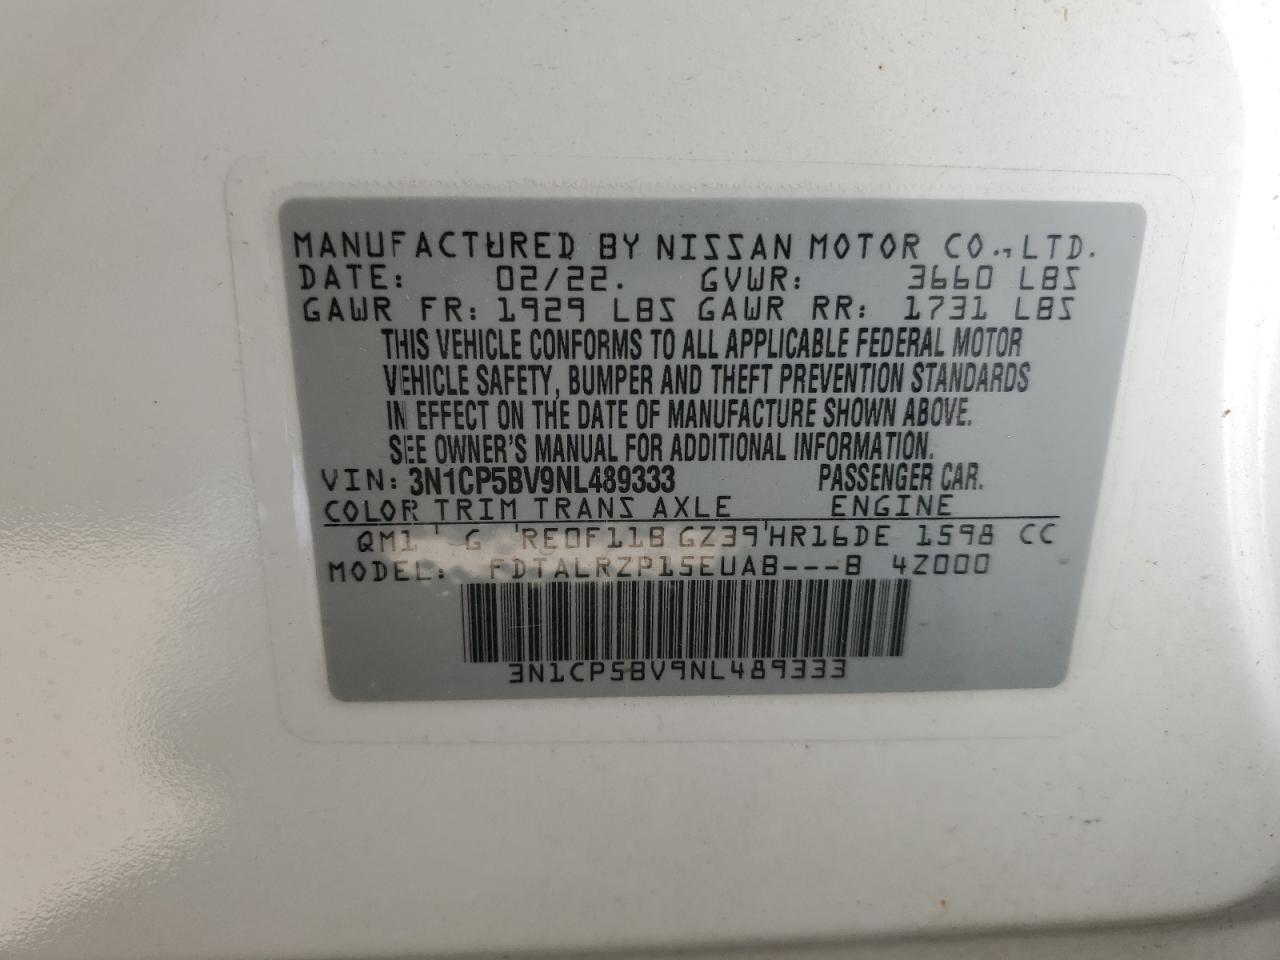 MANUFACTURED BY NISSAN MOTOR CO., LTD.
DATE: 02/22. GVWR: 3660 LBS
GAWR FR: 1929 LBS GAWR RR: 1731 LBS
THIS VEHICLE CONFORMS TO ALL APPLICABLE FEDERAL MOTOR
VEHICLE SAFETY, BUMPER AND THEFT PREVENTION STANDARDS
IN EFFECT ON THE DATE OF MANUFACTURE SHOWN ABOVE.
SEE OWNER'S MANUAL FOR ADDITIONAL INFORMATION.
VIN: 3N1CP5BV9NL489333 PASSENGER CAR.
COLOR TRIM TRANS AXLE ENGINE
QM1 G RE0F11B GZ39 HR16DE 1598 CC
MODEL: FDTALRZP15EUAB---B 4Z000
3N1CP5BV9NL489333